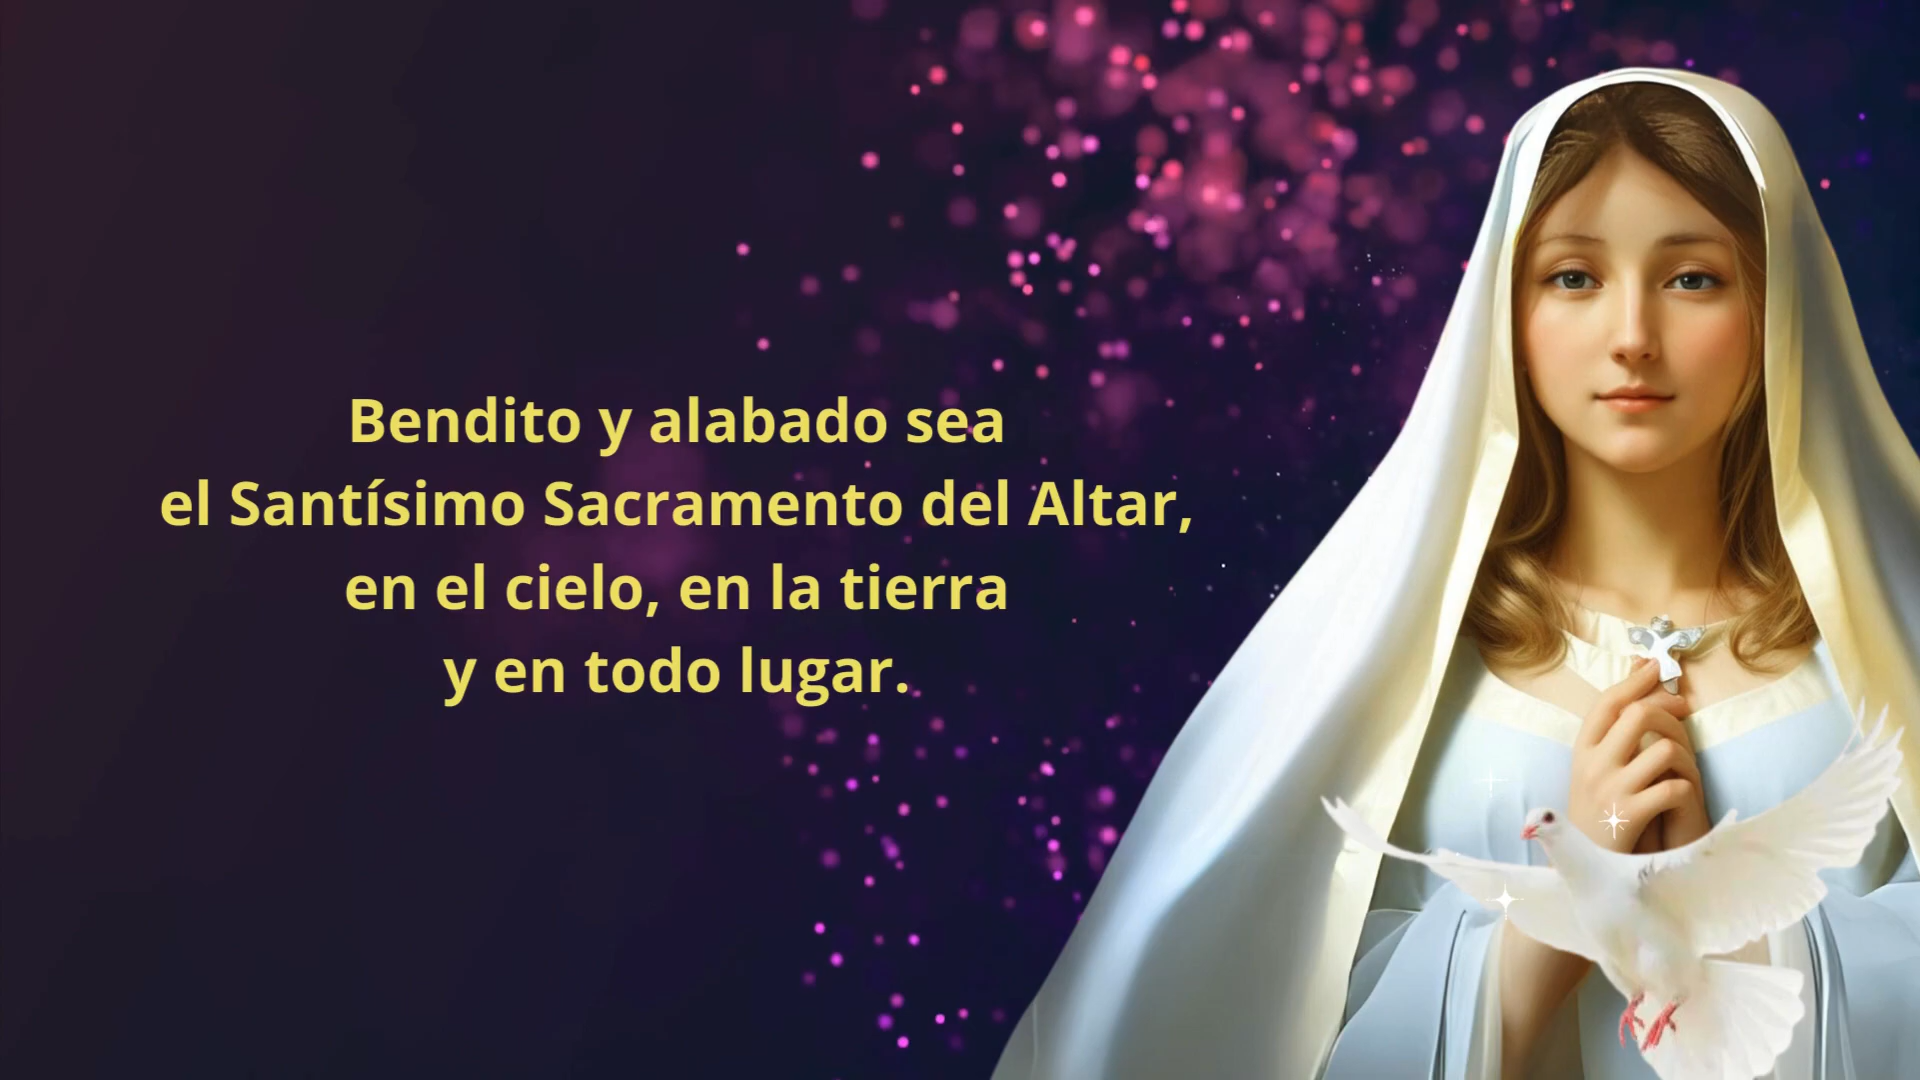 Bendito y alabado sea
el Santísimo Sacramento del Altar,
en el cielo, en la tierra
y en todo lugar.